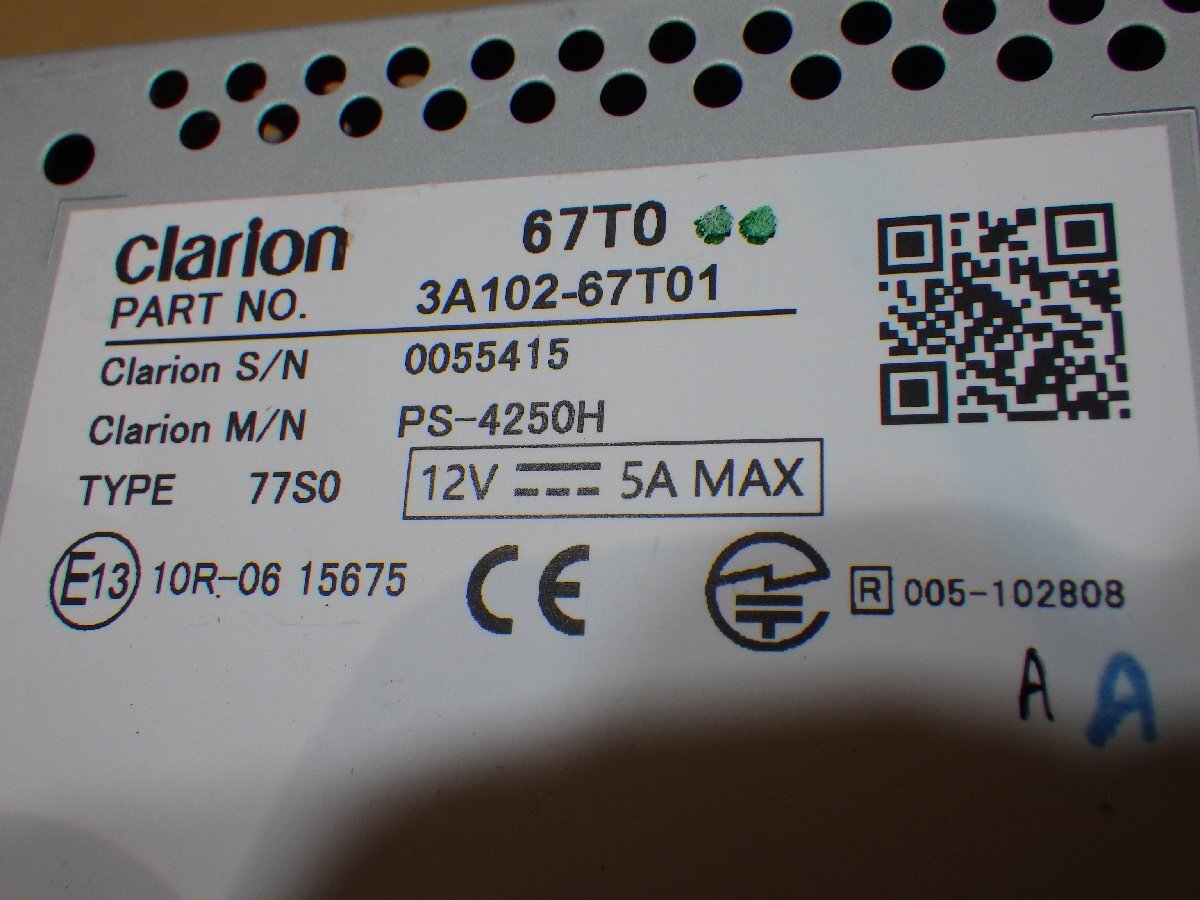 Clarion 67T0
PART NO. 3A102-67T01
Clarion S/N 0055415
Clarion M/N PS-4250H
TYPE 77S0 12V 5A MAX
E13 10R-06 15675 CE R 005-102808
A A